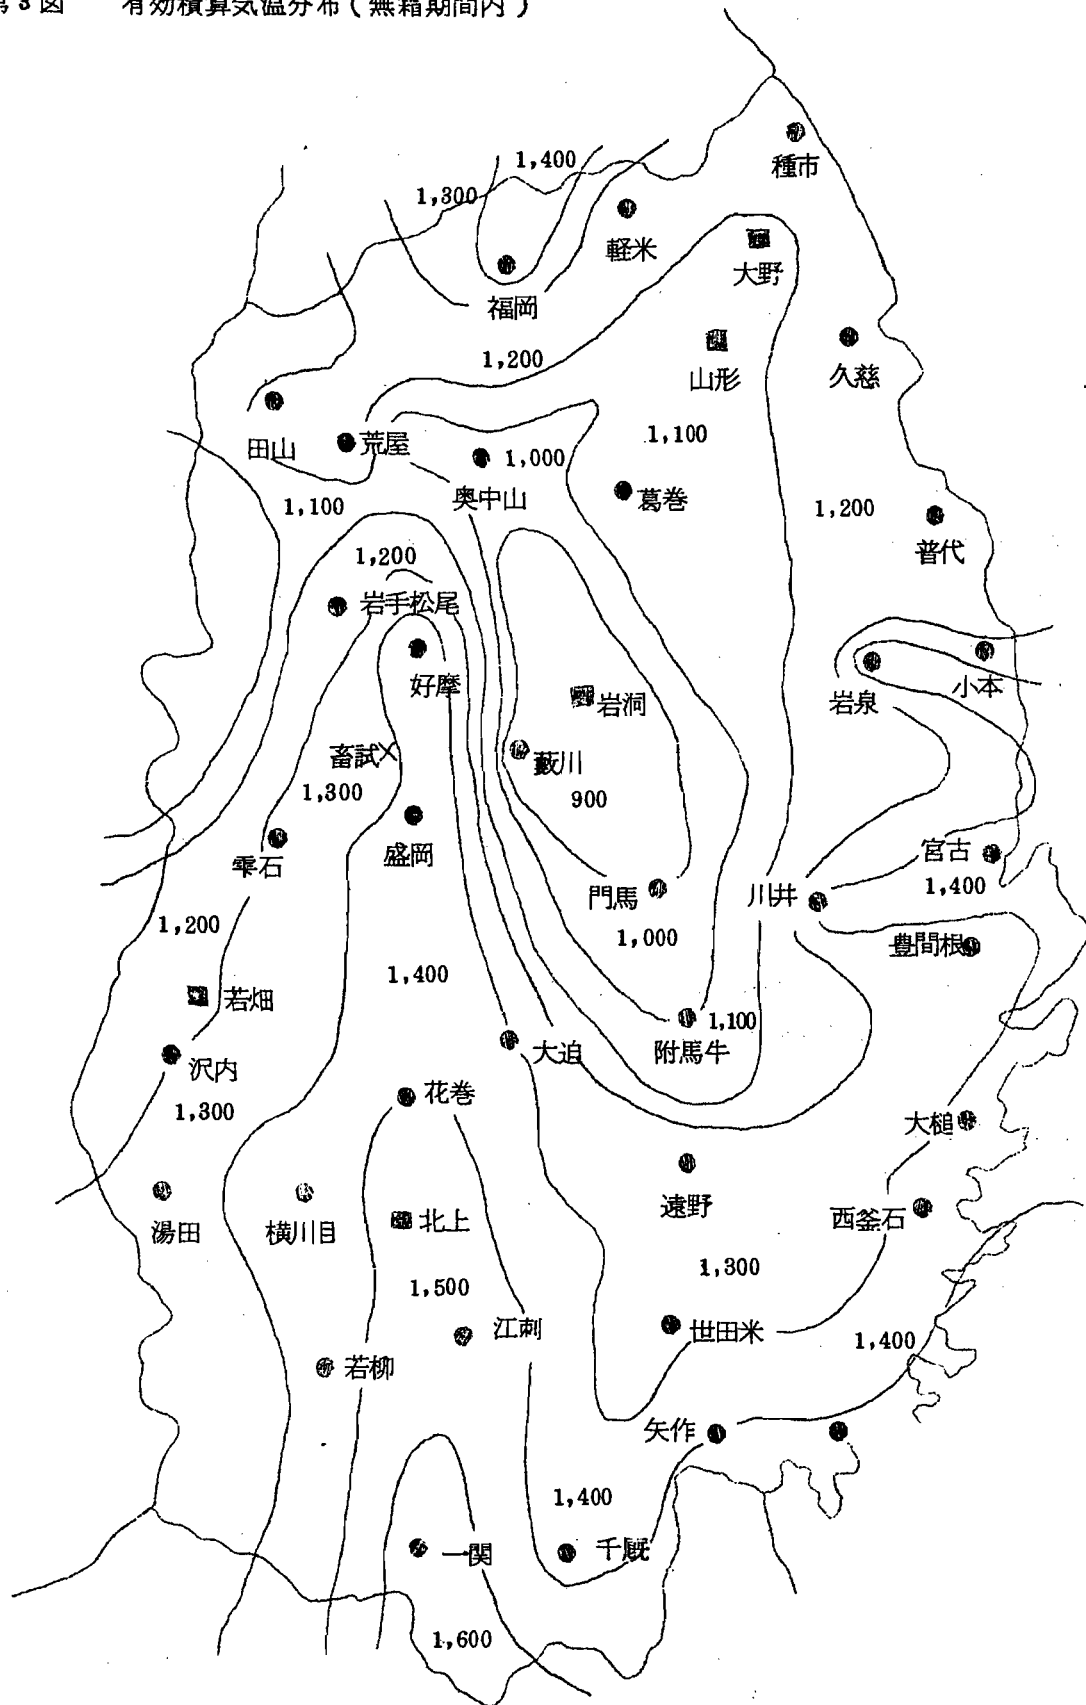 第3図 有効積算気温分布(無霜期間内)
種市
1,400
1,300
軽米
大野
福岡
1,200
山形
久慈
田山
荒屋
1,100
1,000
奥中山
葛巻
1,100
1,200
普代
1,200
岩手松尾
好摩
岩泉
小本
岩洞
畜試×
藪川
1,300
900
盛岡
雫石
宮古
門馬
川井
1,400
1,200
1,000
豊間根
1,400
若畑
1,100
大迫
附馬牛
沢内
花巻
1,300
大槌
遠野
湯田
横川目
北上
西釜石
1,300
1,500
江刺
世田米
1,400
若柳
矢作
1,400
一関
千厩
1,600